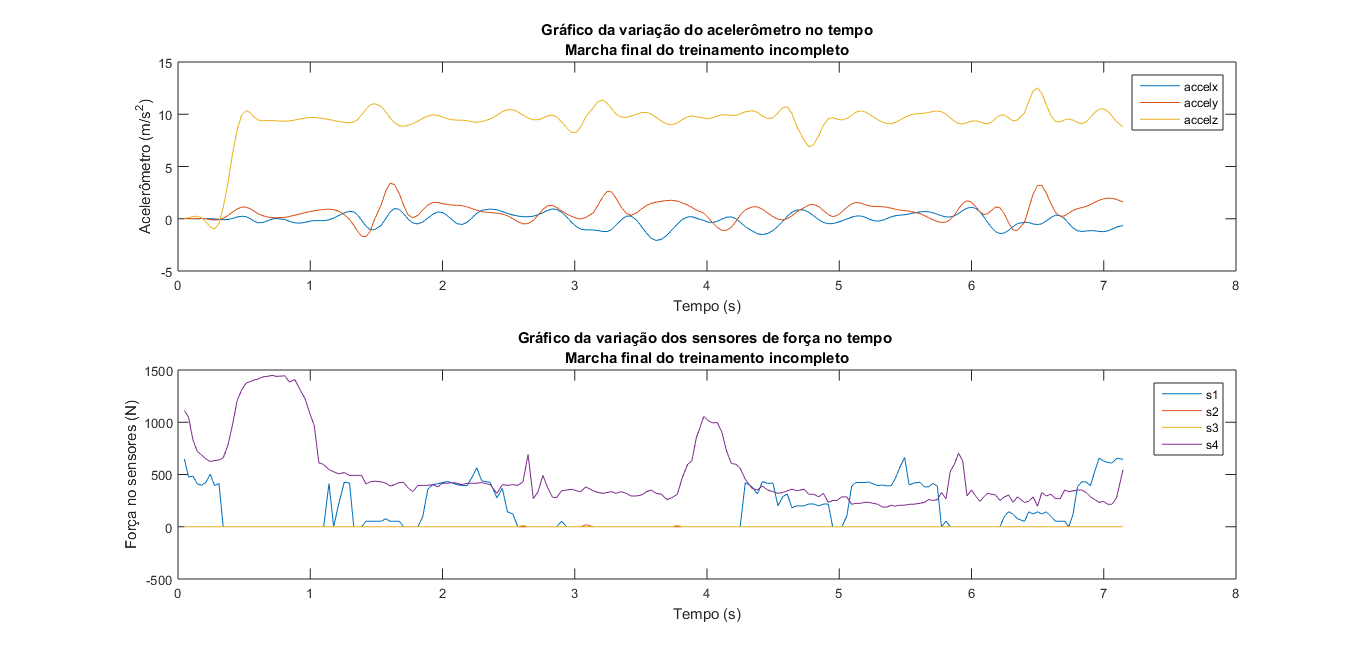 Gráfico da variação do acelerômetro no tempo
Marcha final do treinamento incompleto
Acelerômetro (m/s²)
15
10
5
0
-5
0 1 2 3 4 5 6 7 8
Tempo (s)
accelx
accely
accelz
Gráfico da variação dos sensores de força no tempo
Marcha final do treinamento incompleto
Força no sensores (N)
1500
1000
500
0
-500
0 1 2 3 4 5 6 7 8
Tempo (s)
s1
s2
s3
s4